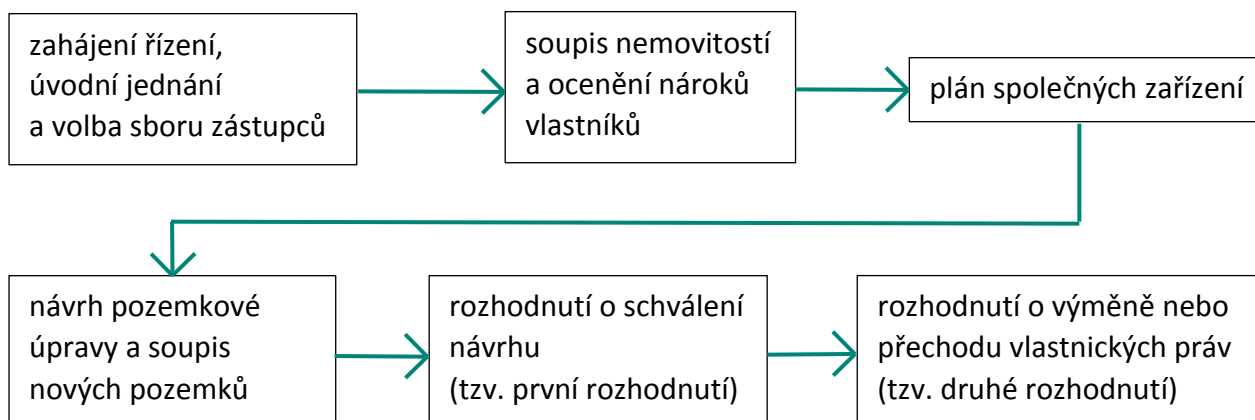 zahájení řízení,
úvodní jednání
a volba sboru zástupců
soupis nemovitostí
a ocenění nároků
vlastníků
plán společných zařízení
návrh pozemkové
úpravy a soupis
nových pozemků
rozhodnutí o schválení
návrhu
(tzv. první rozhodnutí)
rozhodnutí o výměně nebo
přechodu vlastnických práv
(tzv. druhé rozhodnutí)